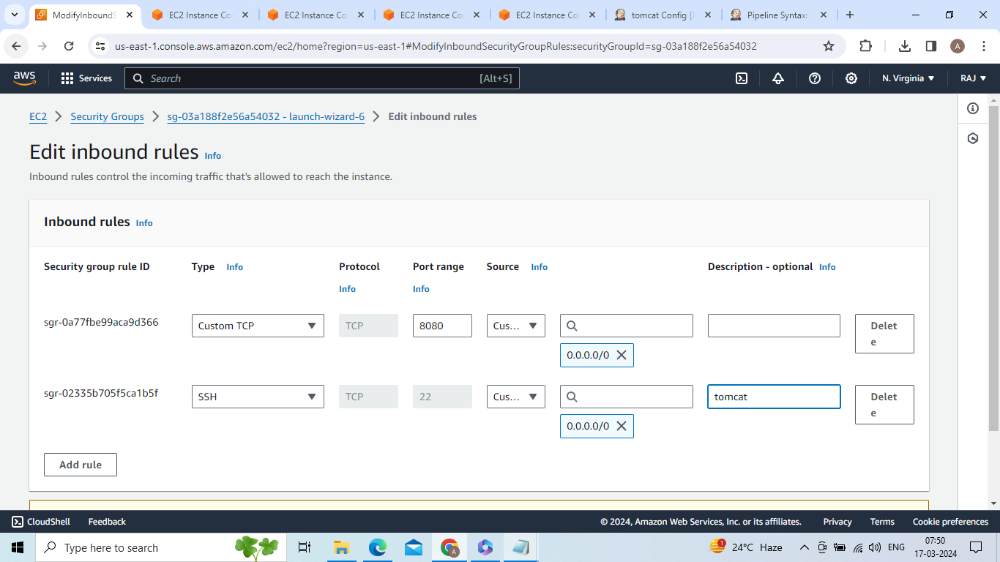 ModifyInboundS
EC2 Instance Co
EC2 Instance Co
EC2 Instance Co
EC2 Instance Co
tomcat Config [J
Pipeline Syntax:
us-east-1.console.aws.amazon.com/ec2/home?region=us-east-1#ModifyInboundSecurityGroupRules:securityGroupId=sg-03a188f2e56a54032
A
aws
Services
Search
[Alt+S]
N. Virginia
RAJ
EC2
Security Groups
sg-03a188f2e56a54032 - launch-wizard-6
Edit inbound rules
Edit inbound rules Info
Inbound rules control the incoming traffic that's allowed to reach the instance.
Inbound rules Info
Security group rule ID
Type Info
Protocol
Info
Port range
Info
Source Info
Description - optional Info
sgr-0a77fbe99aca9d366
Custom TCP
TCP
8080
Cus...
0.0.0.0/0
Delet
e
sgr-02335b705f5ca1b5f
SSH
TCP
22
Cus...
0.0.0.0/0
tomcat
Delet
e
Add rule
CloudShell
Feedback
© 2024, Amazon Web Services, Inc. or its affiliates.
Privacy
Terms
Cookie preferences
Type here to search
A
1
24°C Haze
ENG
07:50
17-03-2024